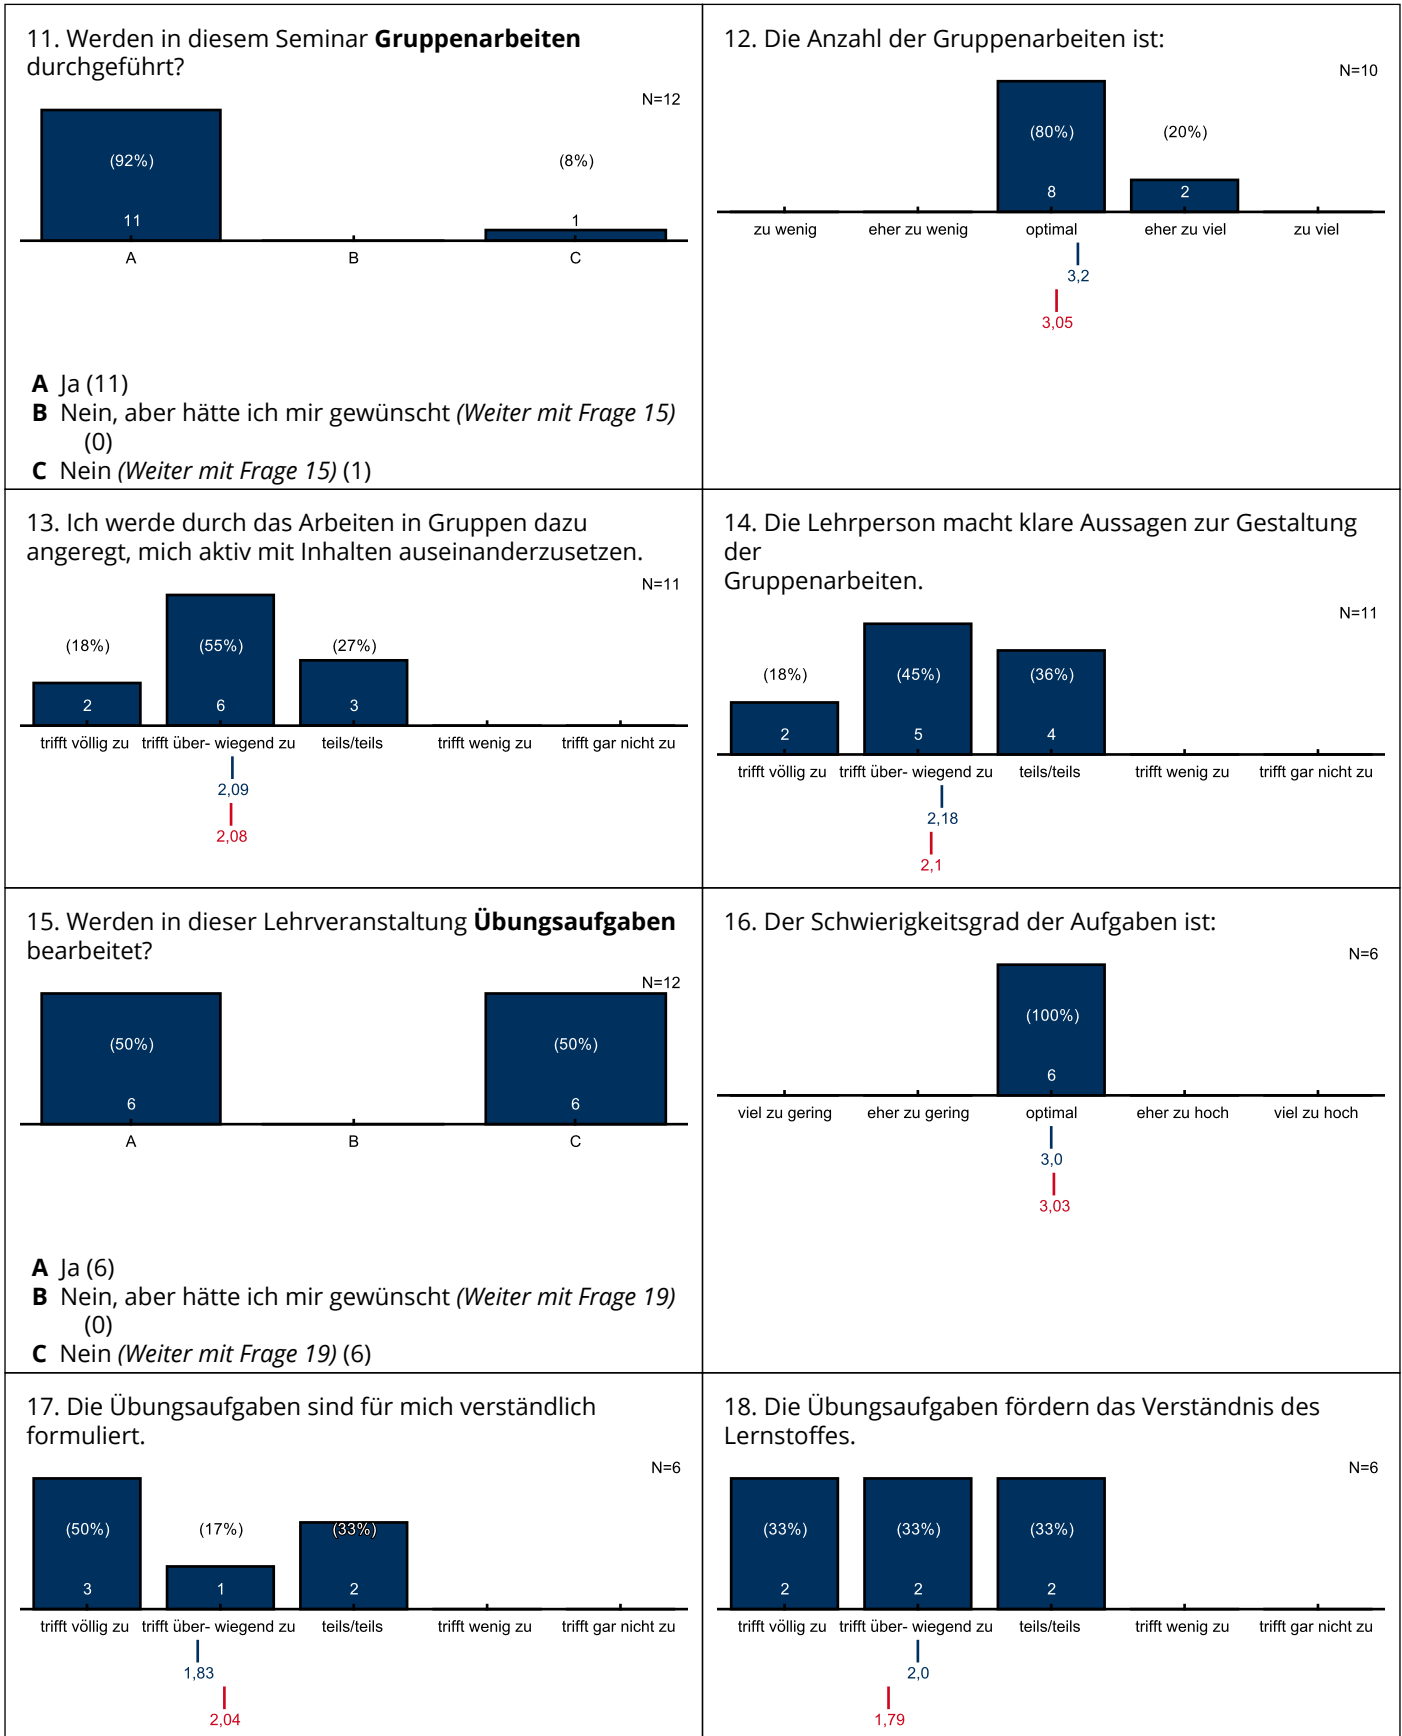 11. Werden in diesem Seminar Gruppenarbeiten
durchgeführt?
N=12
(92%)
(8%)
11
1
A
B
C
A Ja (11)
B Nein, aber hätte ich mir gewünscht (Weiter mit Frage 15)
(0)
C Nein (Weiter mit Frage 15) (1)
12. Die Anzahl der Gruppenarbeiten ist:
N=10
(80%)
(20%)
8
2
zu wenig
eher zu wenig
optimal
eher zu viel
zu viel
3,2
3,05
13. Ich werde durch das Arbeiten in Gruppen dazu
angeregt, mich aktiv mit Inhalten auseinanderzusetzen.
N=11
(18%)
(55%)
(27%)
2
6
3
trifft völlig zu
trifft über- wiegend zu
teils/teils
trifft wenig zu
trifft gar nicht zu
2,09
2,08
14. Die Lehrperson macht klare Aussagen zur Gestaltung
der
Gruppenarbeiten.
N=11
(18%)
(45%)
(36%)
2
5
4
trifft völlig zu
trifft über- wiegend zu
teils/teils
trifft wenig zu
trifft gar nicht zu
2,18
2,1
15. Werden in dieser Lehrveranstaltung Übungsaufgaben
bearbeitet?
N=12
(50%)
(50%)
6
6
A
B
C
A Ja (6)
B Nein, aber hätte ich mir gewünscht (Weiter mit Frage 19)
(0)
C Nein (Weiter mit Frage 19) (6)
16. Der Schwierigkeitsgrad der Aufgaben ist:
N=6
(100%)
6
viel zu gering
eher zu gering
optimal
eher zu hoch
viel zu hoch
3,0
3,03
17. Die Übungsaufgaben sind für mich verständlich
formuliert.
N=6
(50%)
(17%)
(33%)
3
1
2
trifft völlig zu
trifft über- wiegend zu
teils/teils
trifft wenig zu
trifft gar nicht zu
1,83
2,04
18. Die Übungsaufgaben fördern das Verständnis des
Lernstoffes.
N=6
(33%)
(33%)
(33%)
2
2
2
trifft völlig zu
trifft über- wiegend zu
teils/teils
trifft wenig zu
trifft gar nicht zu
2,0
1,79